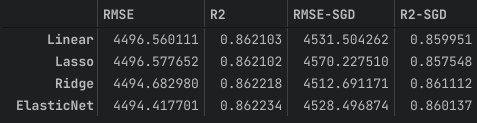 RMSE R2 RMSE-SGD R2-SGD
Linear 4496.560111 0.862103 4531.504262 0.859951
Lasso 4496.577652 0.862102 4570.227510 0.857548
Ridge 4494.682980 0.862218 4512.691171 0.861112
ElasticNet 4494.417701 0.862234 4528.496874 0.860137